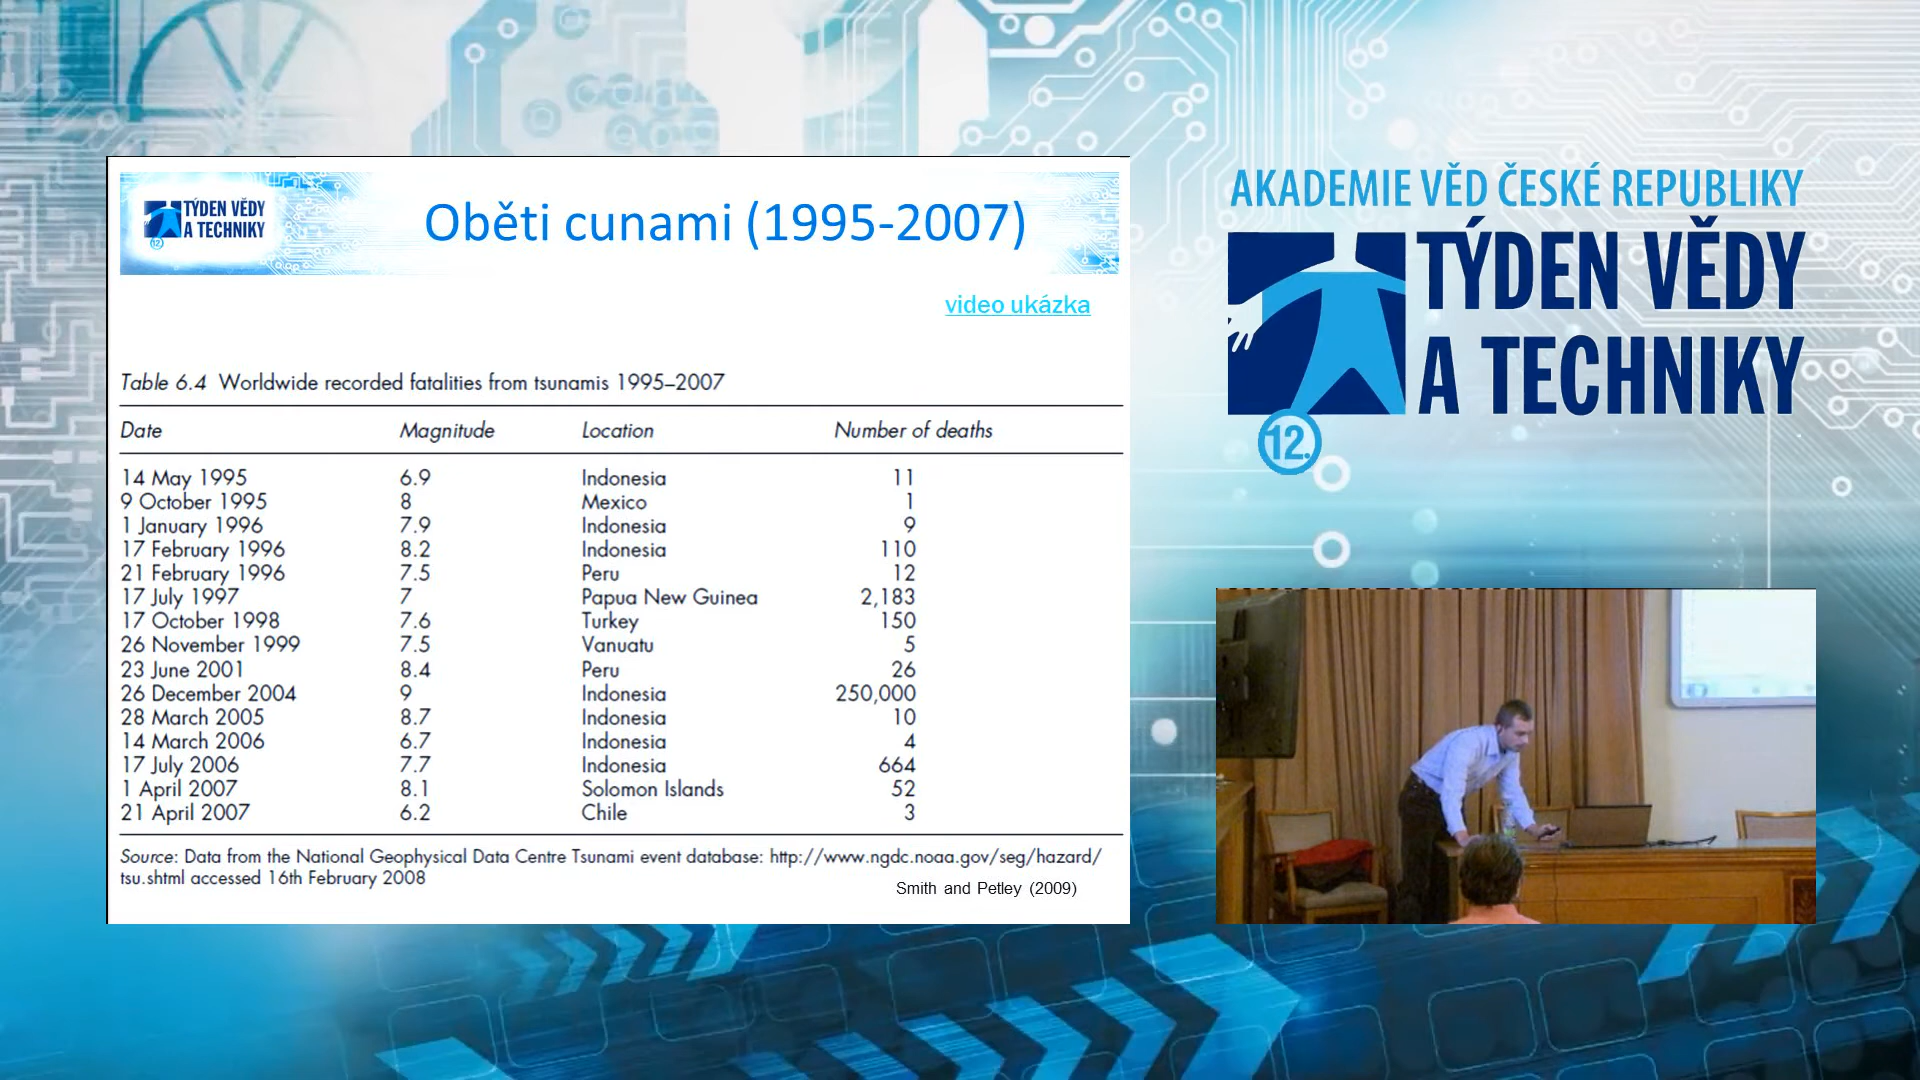 TÝDEN VĚDY
A TECHNIKY
12.
Oběti cunami (1995-2007)
video ukázka
Table 6.4 Worldwide recorded fatalities from tsunamis 1995–2007
Date Magnitude Location Number of deaths
14 May 1995 6.9 Indonesia 11
9 October 1995 8 Mexico 1
1 January 1996 7.9 Indonesia 9
17 February 1996 8.2 Indonesia 110
21 February 1996 7.5 Peru 12
17 July 1997 7 Papua New Guinea 2,183
17 October 1998 7.6 Turkey 150
26 November 1999 7.5 Vanuatu 5
23 June 2001 8.4 Peru 26
26 December 2004 9 Indonesia 250,000
28 March 2005 8.7 Indonesia 10
14 March 2006 6.7 Indonesia 4
17 July 2006 7.7 Indonesia 664
1 April 2007 8.1 Solomon Islands 52
21 April 2007 6.2 Chile 3
Source: Data from the National Geophysical Data Centre Tsunami event database: http://www.ngdc.noaa.gov/seg/hazard/
tsu.shtml accessed 16th February 2008
Smith and Petley (2009)
AKADEMIE VĚD ČESKÉ REPUBLIKY
TÝDEN VĚDY
A TECHNIKY
12.